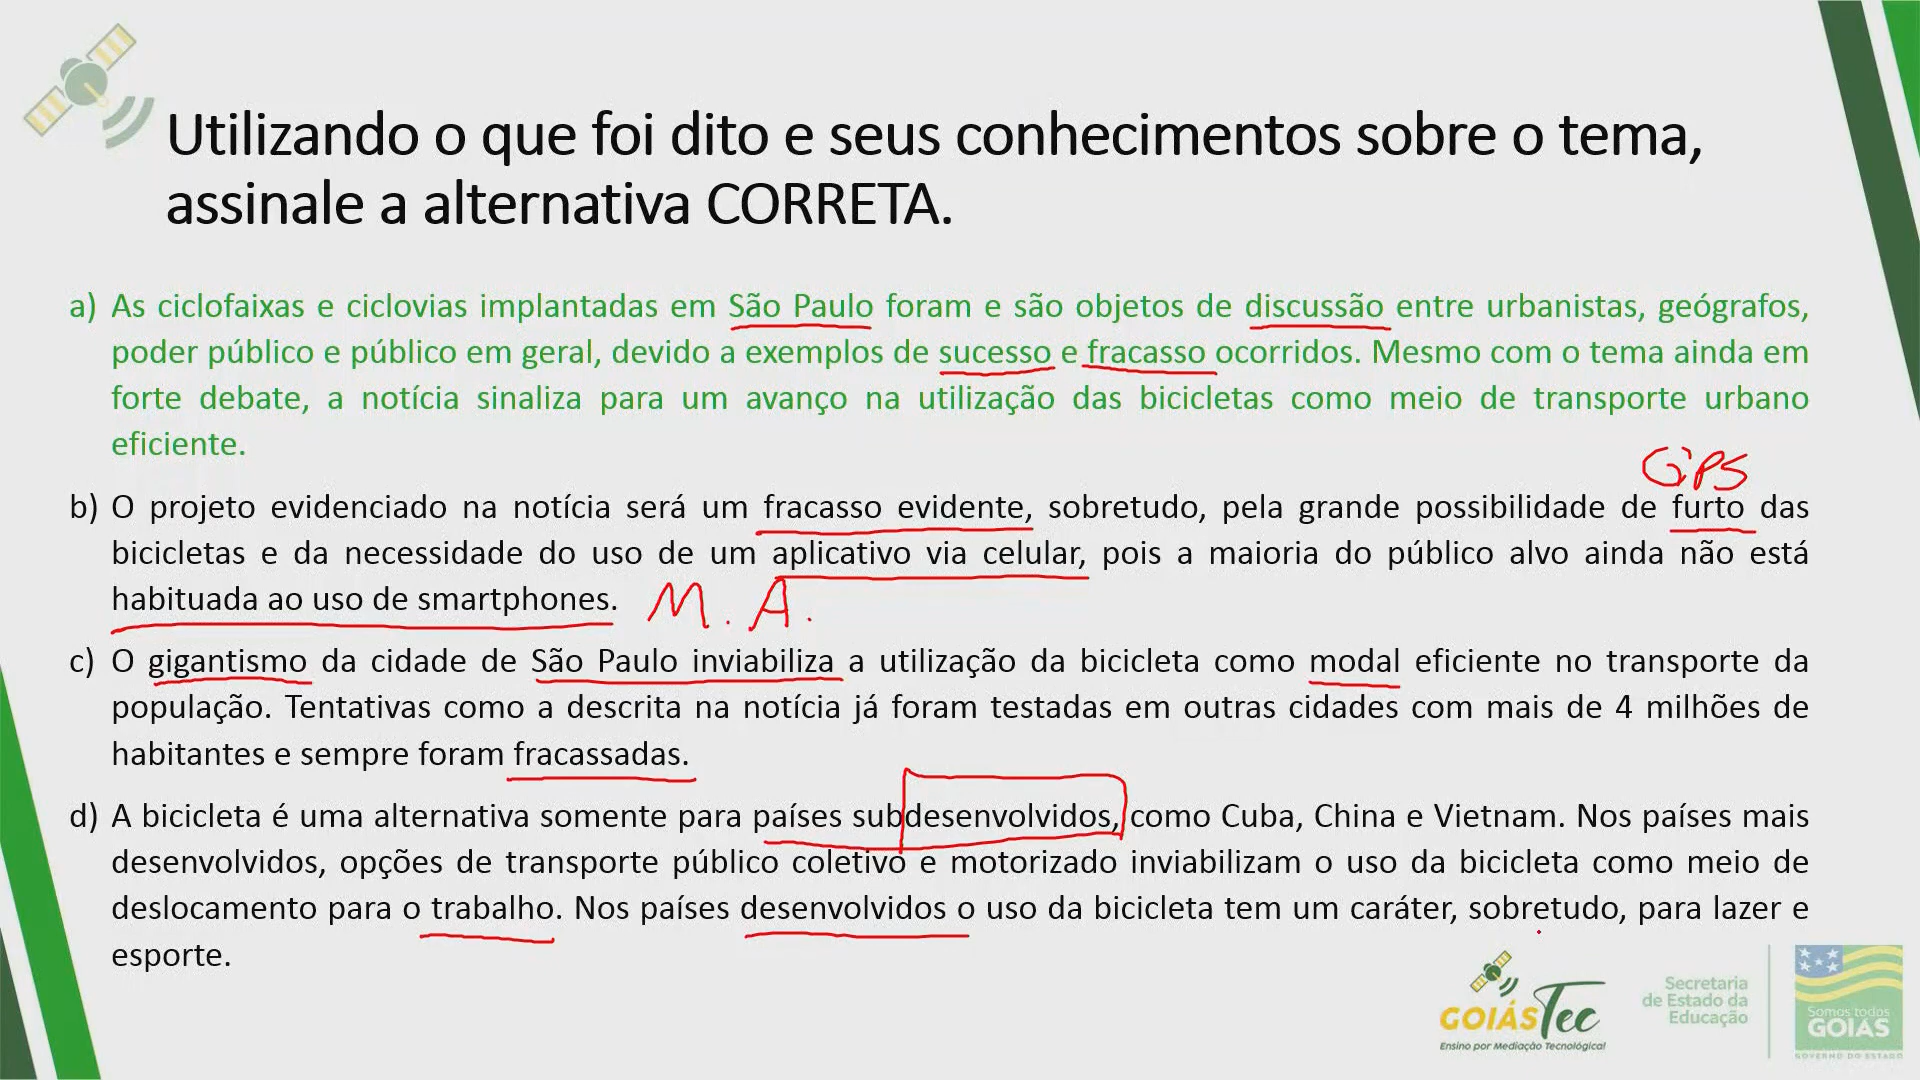 Utilizando o que foi dito e seus conhecimentos sobre o tema,
assinale a alternativa CORRETA.
a) As ciclofaixas e ciclovias implantadas em São Paulo foram e são objetos de discussão entre urbanistas, geógrafos,
poder público e público em geral, devido a exemplos de sucesso e fracasso ocorridos. Mesmo com o tema ainda em
forte debate, a notícia sinaliza para um avanço na utilização das bicicletas como meio de transporte urbano
eficiente.
GPS
b) O projeto evidenciado na notícia será um fracasso evidente, sobretudo, pela grande possibilidade de furto das
bicicletas e da necessidade do uso de um aplicativo via celular, pois a maioria do público alvo ainda não está
habituada ao uso de smartphones. M. A.
c) O gigantismo da cidade de São Paulo inviabiliza a utilização da bicicleta como modal eficiente no transporte da
população. Tentativas como a descrita na notícia já foram testadas em outras cidades com mais de 4 milhões de
habitantes e sempre foram fracassadas.
d) A bicicleta é uma alternativa somente para países subdesenvolvidos, como Cuba, China e Vietnam. Nos países mais
desenvolvidos, opções de transporte público coletivo e motorizado inviabilizam o uso da bicicleta como meio de
deslocamento para o trabalho. Nos países desenvolvidos o uso da bicicleta tem um caráter, sobretudo, para lazer e
esporte.
GOIÁSTec
Ensino por Mediação Tecnológica!
Secretaria
de Estado da
Educação
Somos todos
GOIÁS
GOVERNO DO ESTADO